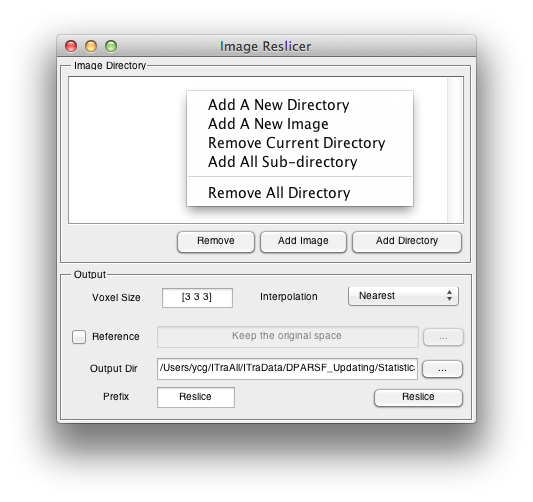 Image Reslicer
Image Directory
Add A New Directory
Add A New Image
Remove Current Directory
Add All Sub-directory
Remove All Directory
Remove Add Image Add Directory
Output
Voxel Size [3 3 3] Interpolation Nearest
Reference Keep the original space ...
Output Dir /Users/ycg/ITraAll/ITraData/DPARSF_Updating/Statistic ...
Prefix Reslice Reslice